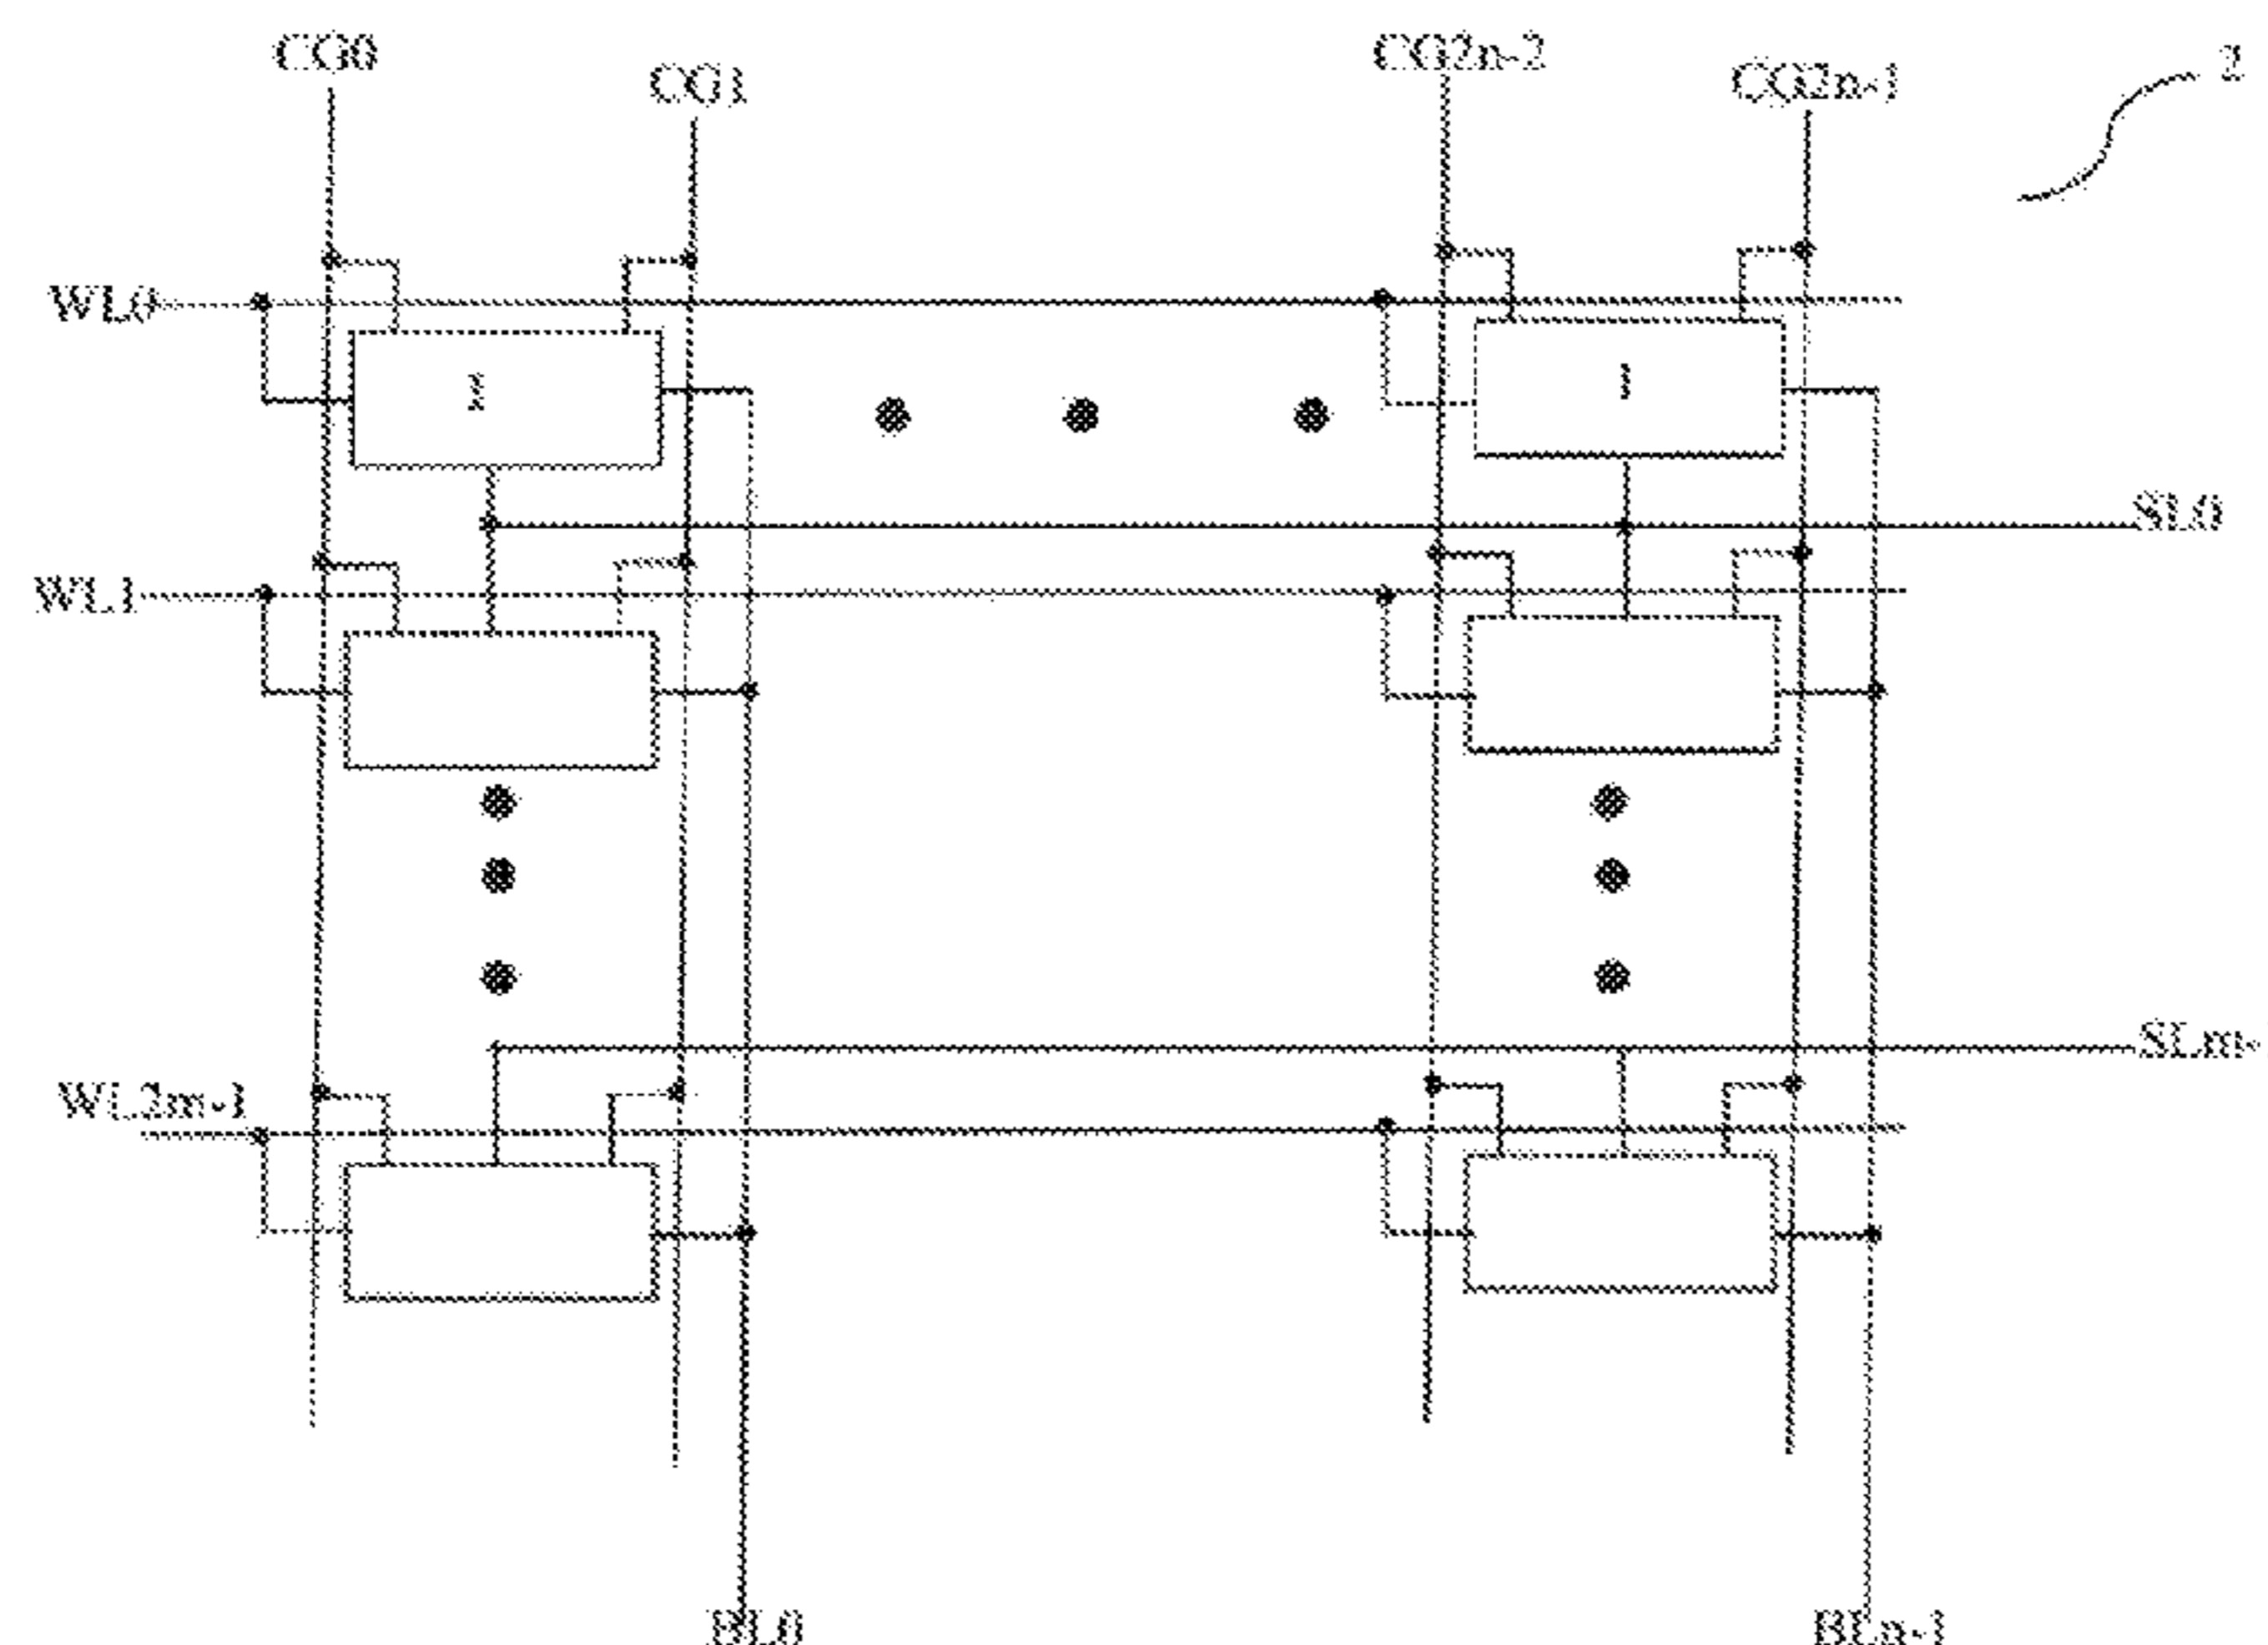 CG0
CG1
CG2n-2
CG2n-1
2
WL0
1
1
SL0
WL1
SLm-
WL2m-1
BL0
BLn-1